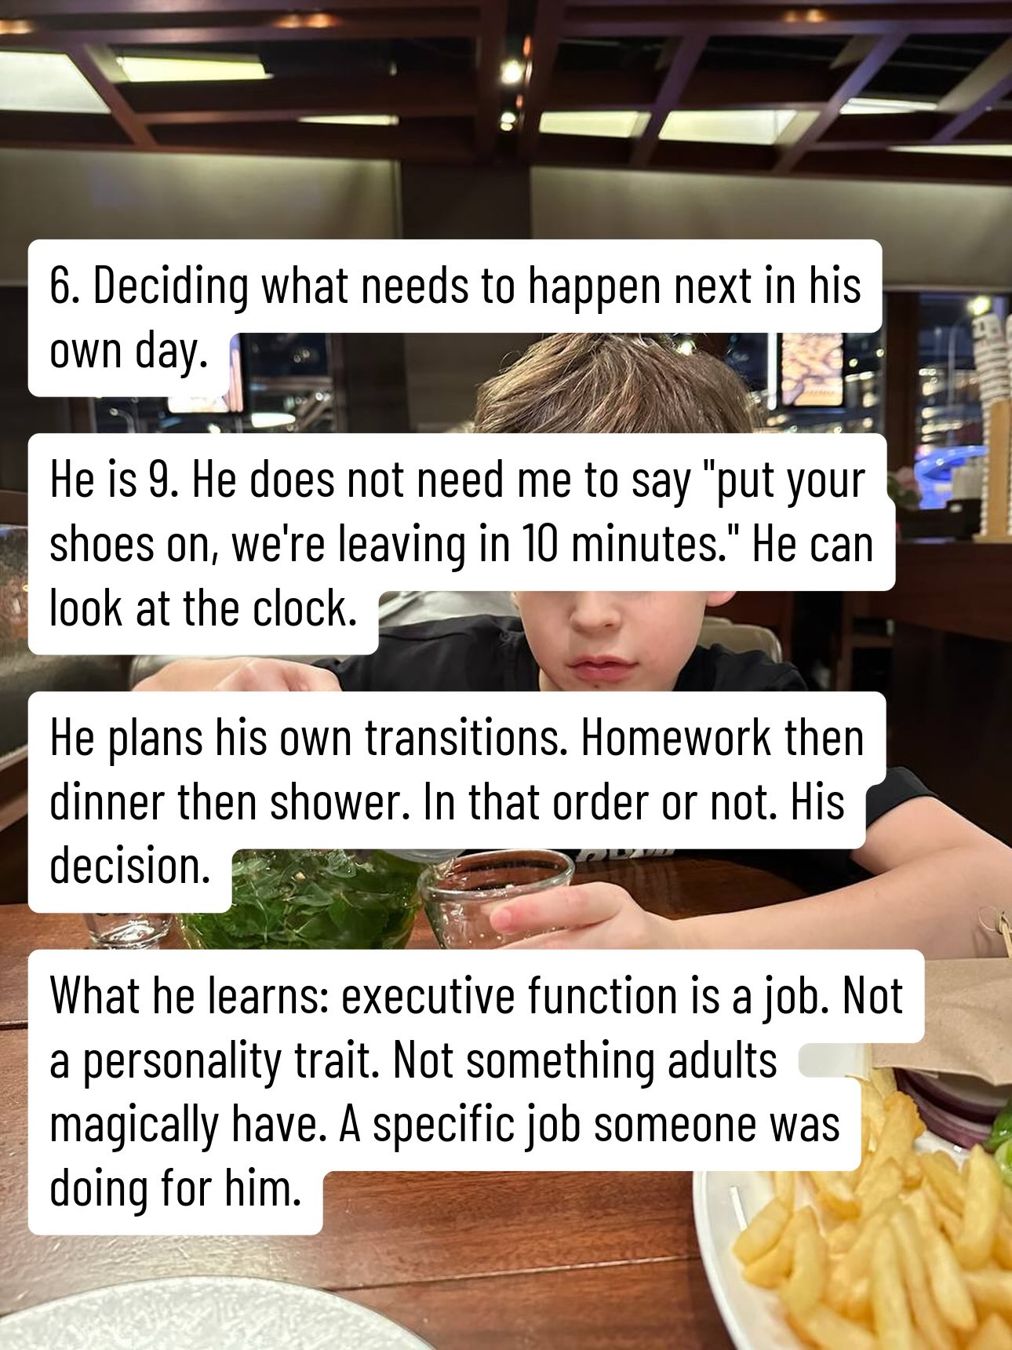 6. Deciding what needs to happen next in his
own day.
He is 9. He does not need me to say "put your
shoes on, we're leaving in 10 minutes." He can
look at the clock.
He plans his own transitions. Homework then
dinner then shower. In that order or not. His
decision.
What he learns: executive function is a job. Not
a personality trait. Not something adults
magically have. A specific job someone was
doing for him.